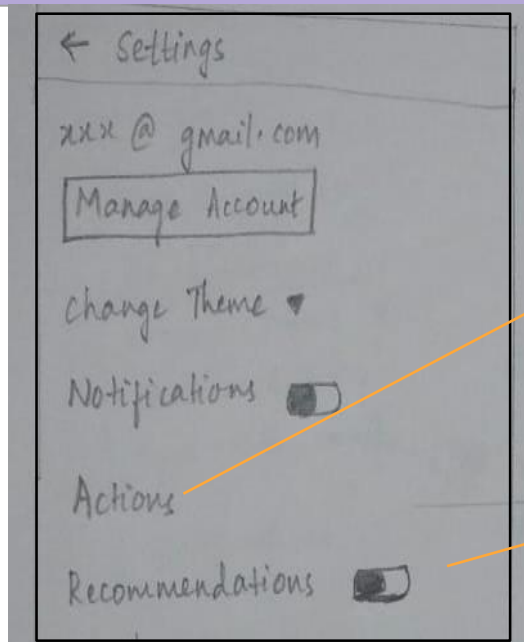 ← Settings
xxx @ gmail.com
Manage Account
Change Theme ▾
Notifications
Actions
Recommendations